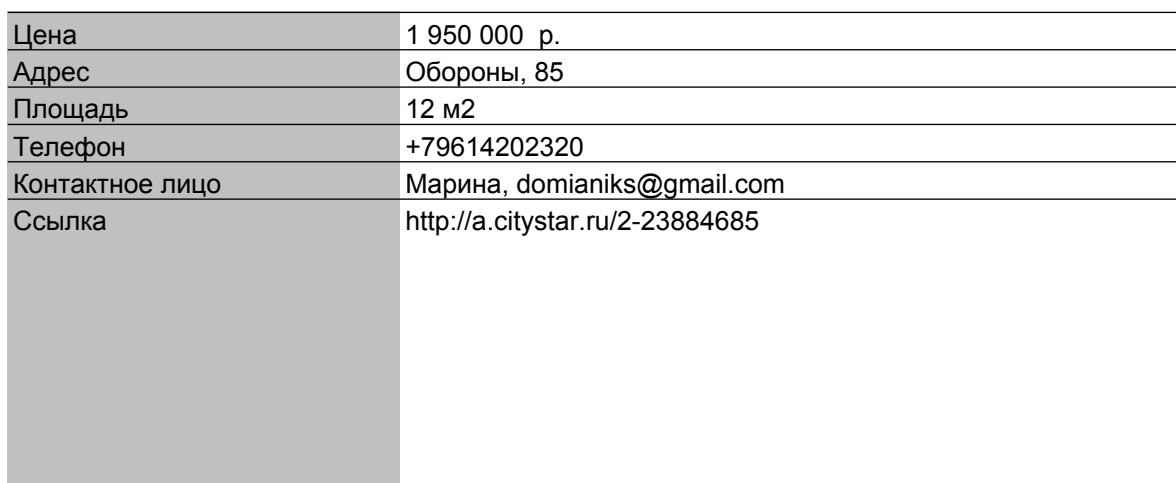 Цена 1 950 000 р.
Адрес Обороны, 85
Площадь 12 м2
Телефон +79614202320
Контактное лицо Марина, domianiks@gmail.com
Ссылка http://a.citystar.ru/2-23884685